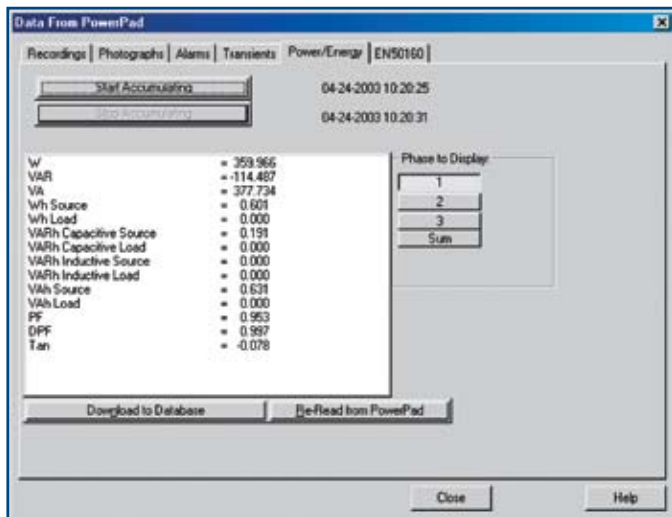 Data From PowerPad
Recordings Photographs Alarms Transients Power/Energy EN50160
Start Accumulating 04-24-2003 10:20:25
Stop Accumulating 04-24-2003 10:20:31
Phase to Display:
W = 359.966
VAR = -114.487
VA = 377.734
Wh Source = 0.601
Wh Load = 0.000
VARh Capacitive Source = 0.191
VARh Capacitive Load = 0.000
VARh Inductive Source = 0.000
VARh Inductive Load = 0.000
VAh Source = 0.631
VAh Load = 0.000
PF = 0.953
DPF = 0.997
Tan = -0.078
1
2
3
Sum
Download to Database Re-Read from PowerPad
Close Help